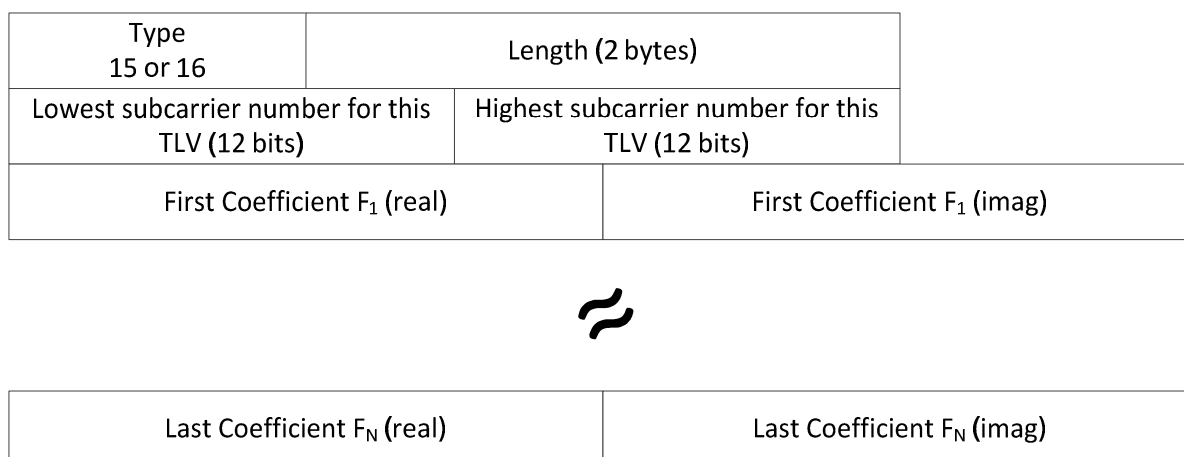 Type
15 or 16
Length (2 bytes)
Lowest subcarrier number for this
TLV (12 bits)
Highest subcarrier number for this
TLV (12 bits)
First Coefficient F₁ (real)
First Coefficient F₁ (imag)
≈
Last Coefficient Fₙ (real)
Last Coefficient Fₙ (imag)